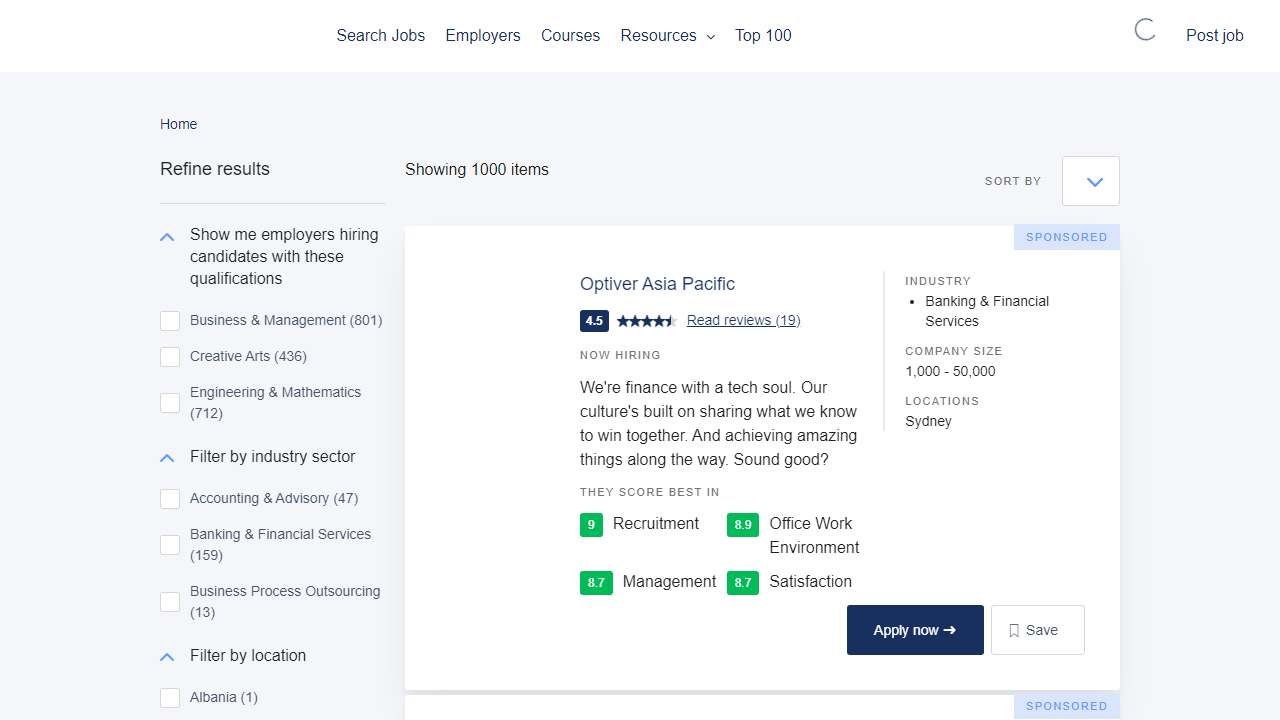 Search Jobs Employers Courses Resources Top 100 Post job
Home
Refine results
Showing 1000 items
SORT BY
Show me employers hiring
candidates with these
qualifications
Business & Management (801)
Creative Arts (436)
Engineering & Mathematics
(712)
Filter by industry sector
Accounting & Advisory (47)
Banking & Financial Services
(159)
Business Process Outsourcing
(13)
Filter by location
Albania (1)
SPONSORED
Optiver Asia Pacific
4.5 Read reviews (19)
NOW HIRING
We're finance with a tech soul. Our
culture's built on sharing what we know
to win together. And achieving amazing
things along the way. Sound good?
THEY SCORE BEST IN
9 Recruitment
8.9 Office Work
Environment
8.7 Management
8.7 Satisfaction
INDUSTRY
• Banking & Financial
Services
COMPANY SIZE
1,000 - 50,000
LOCATIONS
Sydney
Apply now ➔
Save
SPONSORED